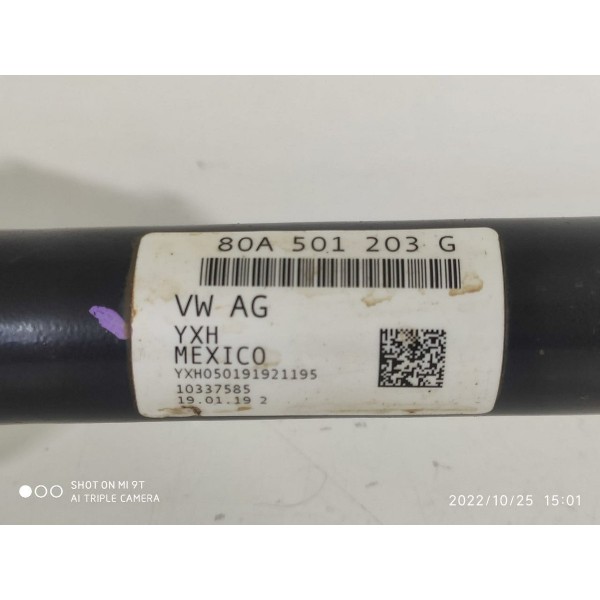 80A 501 203 G
VW AG
YXH
MEXICO
YXH050191921195
10337585
19.01.19 2
SHOT ON MI 9T
AI TRIPLE CAMERA
2022/10/25 15:01